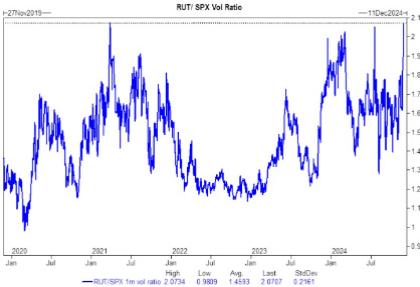 RUT/ SPX Vol Ratio
27Nov2019
11Dec2024
2.1
2
1.9
1.8
1.7
1.6
1.5
1.4
1.3
1.2
1.1
1
0.9
2020 2021 2022 2023 2024
Jan Jul Jan Jul Jan Jul Jan Jul Jan Jul
High Low Avg. Last StdDev
RUT/SPX 1m vol ratio 2.0734 0.9809 1.4593 2.0707 0.2161